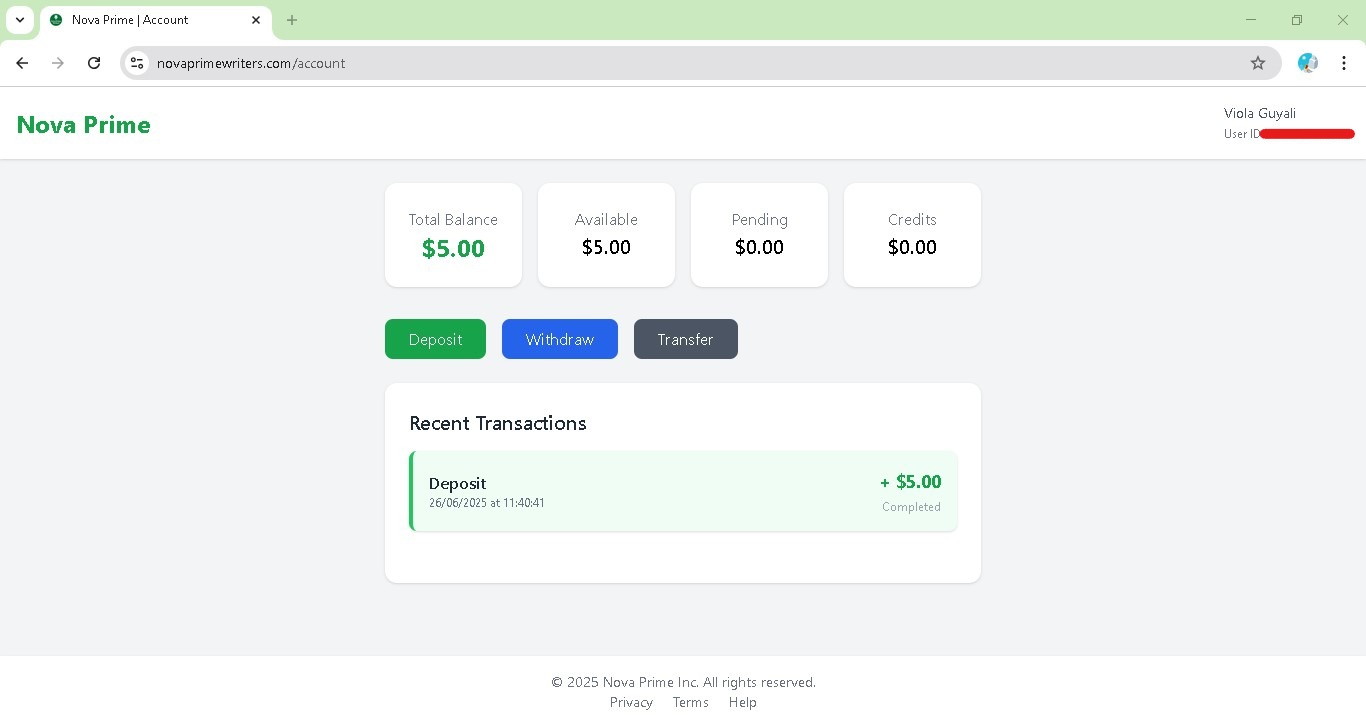 Nova Prime | Account
novaprimewriters.com/account
Nova Prime
Viola Guyali
User ID
Total Balance
$5.00
Available
$5.00
Pending
$0.00
Credits
$0.00
Deposit
Withdraw
Transfer
Recent Transactions
Deposit
+ $5.00
26/06/2025 at 11:40:41
Completed
© 2025 Nova Prime Inc. All rights reserved.
Privacy Terms Help